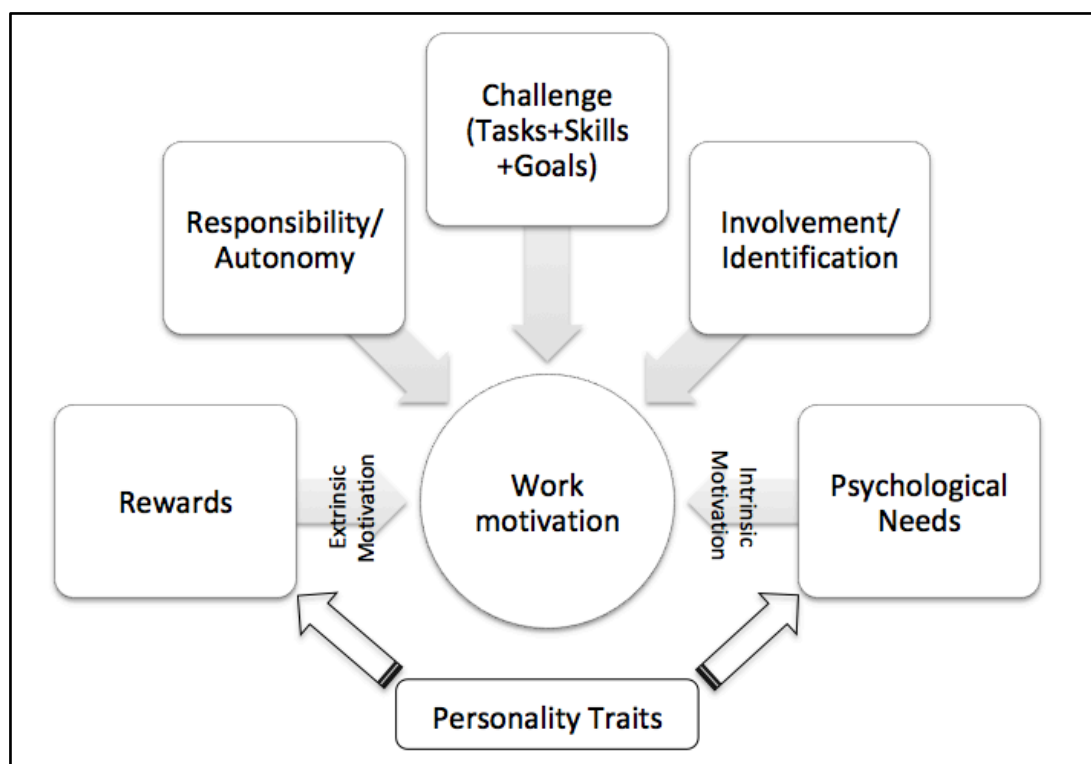 Challenge
(Tasks+Skills
+Goals)
Responsibility/
Autonomy
Involvement/
Identification
Rewards
Extrinsic
Motivation
Work
motivation
Intrinsic
Motivation
Psychological
Needs
Personality Traits